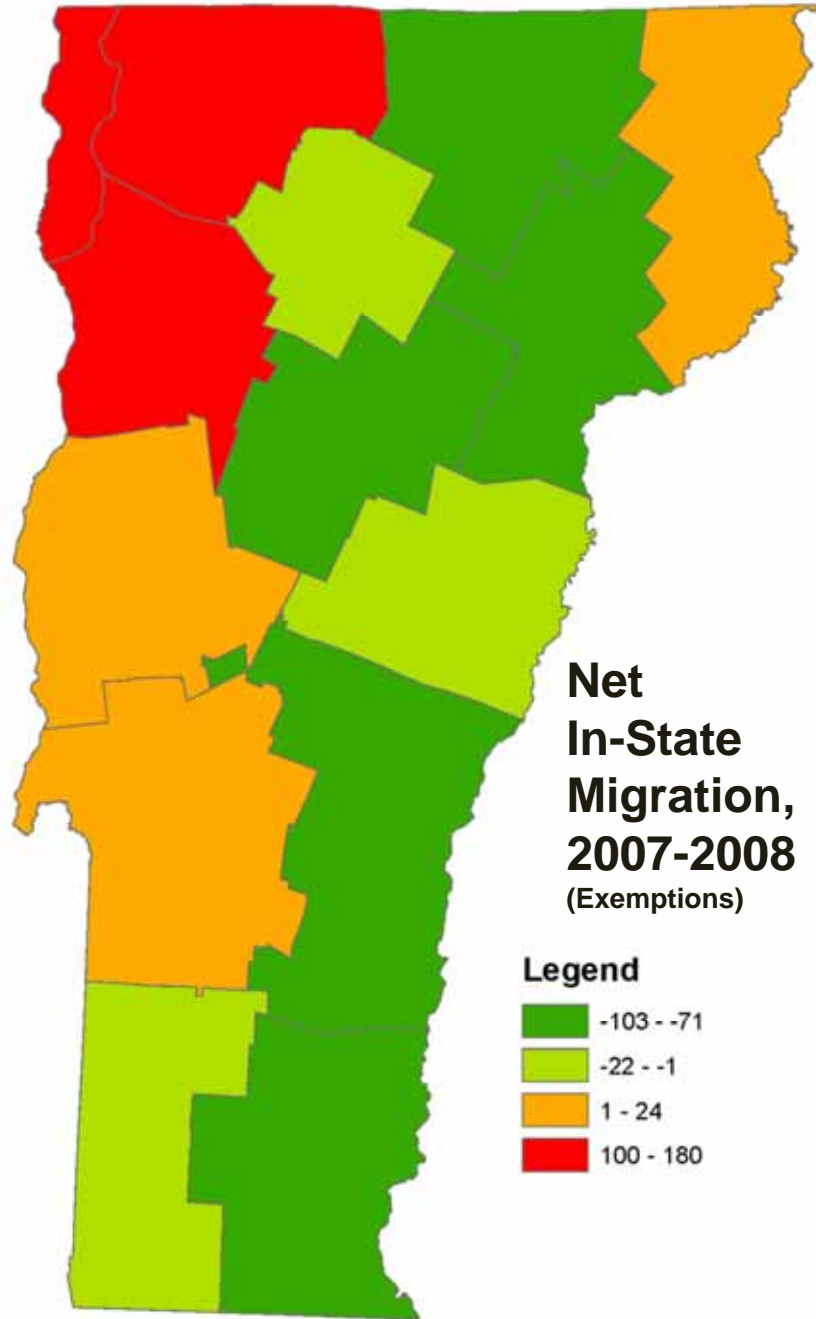 Net
In-State
Migration,
2007-2008
(Exemptions)
Legend
-103 - -71
-22 - -1
1 - 24
100 - 180